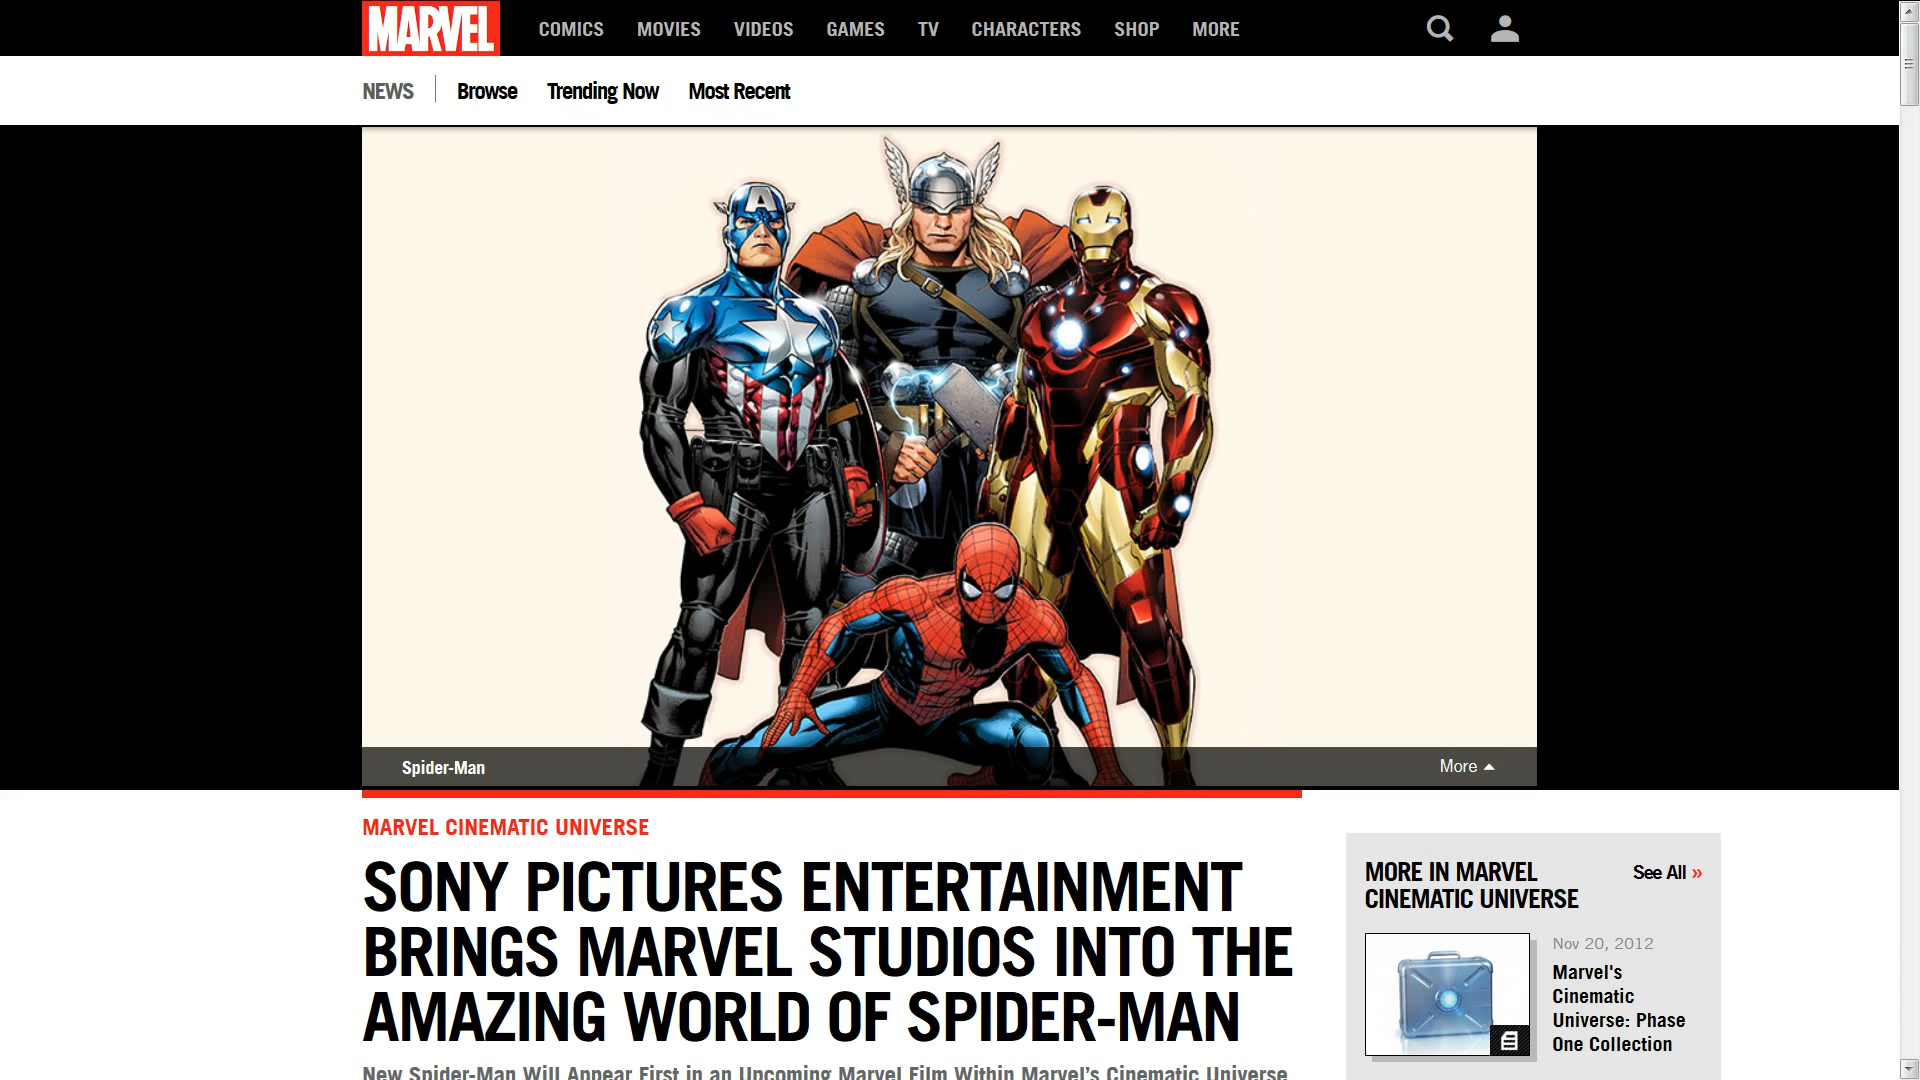 MARVEL COMICS MOVIES VIDEOS GAMES TV CHARACTERS SHOP MORE
NEWS Browse Trending Now Most Recent
A
Spider-Man More
MARVEL CINEMATIC UNIVERSE
SONY PICTURES ENTERTAINMENT
BRINGS MARVEL STUDIOS INTO THE
AMAZING WORLD OF SPIDER-MAN
New Spider-Man Will Appear First in an Upcoming Marvel Film Within Marvel's Cinematic Universe
MORE IN MARVEL
CINEMATIC UNIVERSE
See All »
Nov 20, 2012
Marvel's
Cinematic
Universe: Phase
One Collection